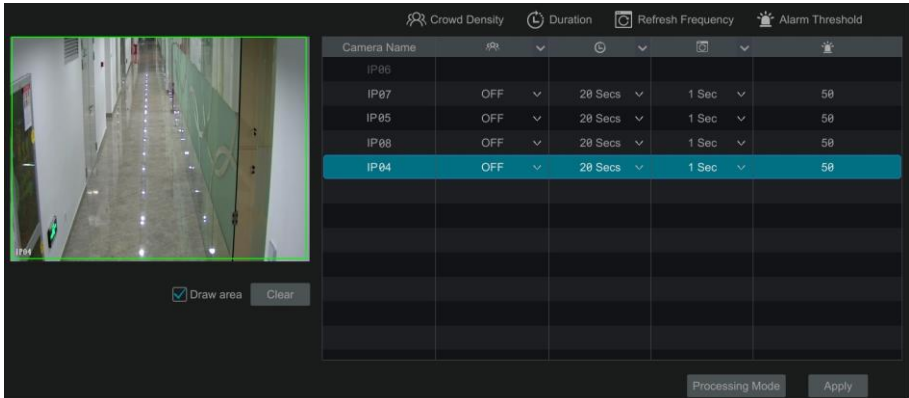 Crowd Density Duration Refresh Frequency Alarm Threshold
Camera Name
IP06
IP07 OFF 20 Secs 1 Sec 50
IP05 OFF 20 Secs 1 Sec 50
IP08 OFF 20 Secs 1 Sec 50
IP04 OFF 20 Secs 1 Sec 50
IP04
Draw area Clear
Processing Mode Apply